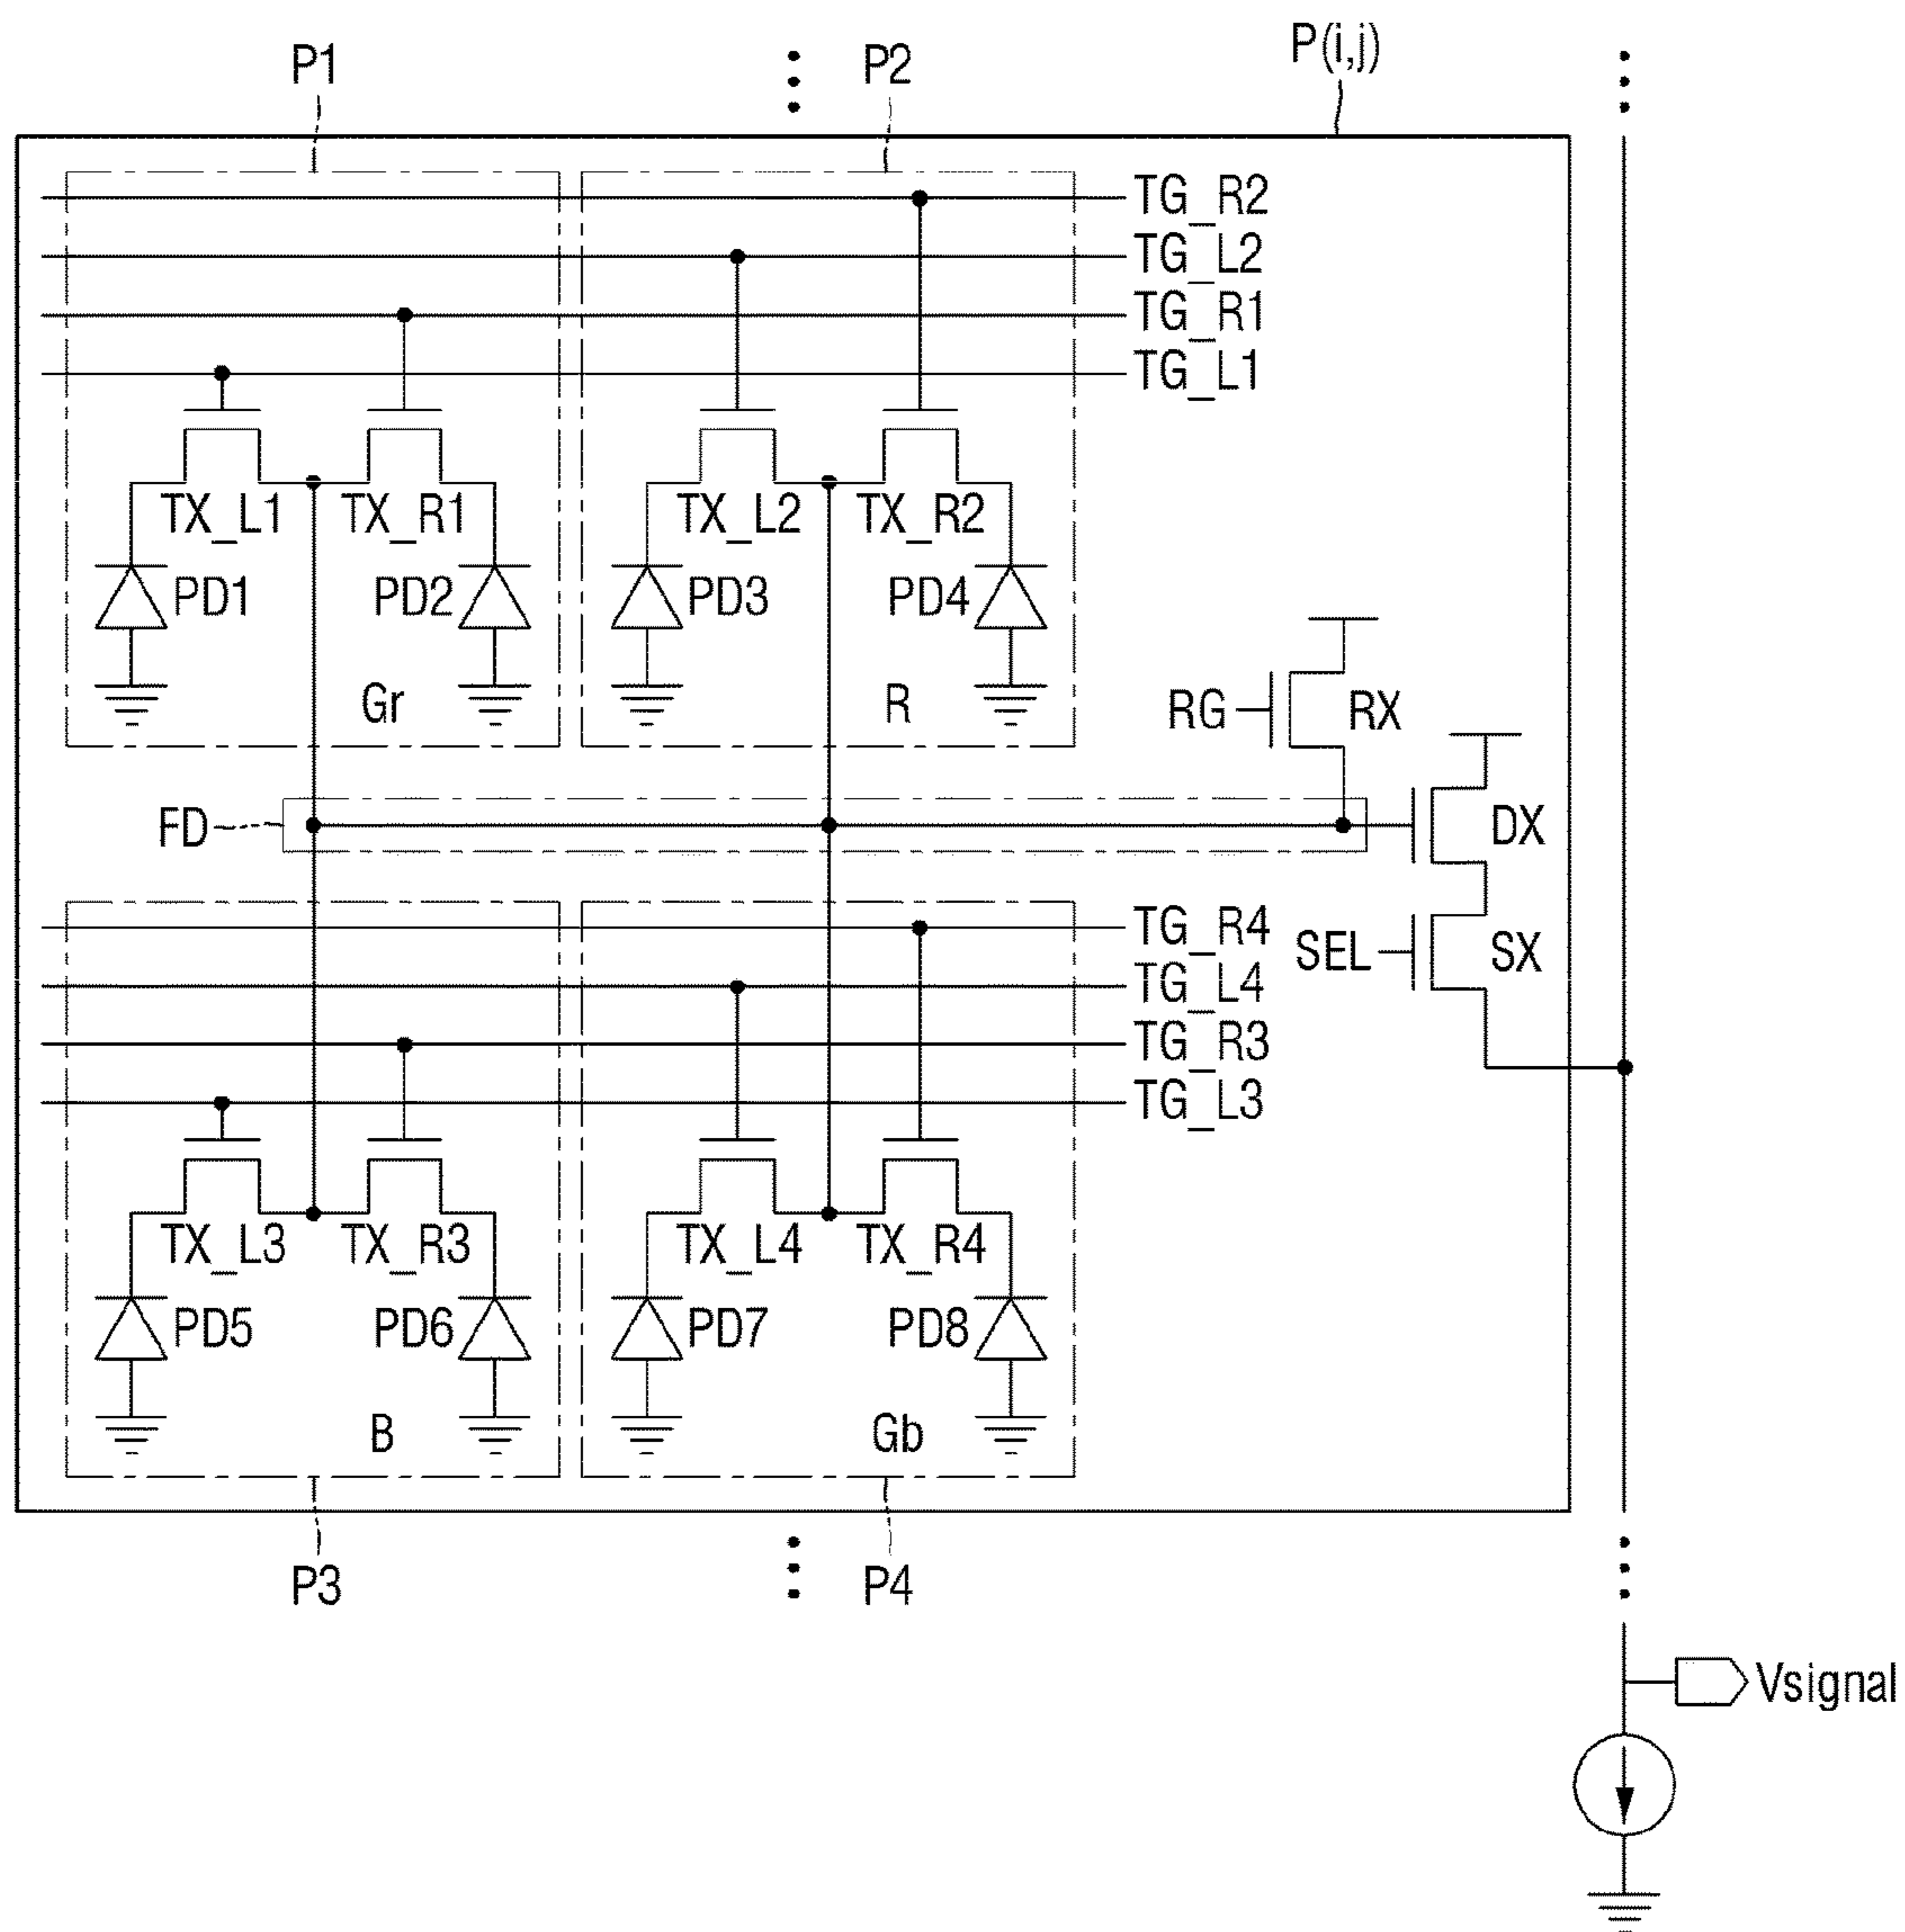 P1
P2
P(i,j)
TG_R2
TG_L2
TG_R1
TG_L1
TX_L1
TX_R1
TX_L2
TX_R2
PD1
PD2
PD3
PD4
Gr
R
RG
RX
FD
DX
TG_R4
SEL
SX
TG_L4
TG_R3
TG_L3
TX_L3
TX_R3
TX_L4
TX_R4
PD5
PD6
PD7
PD8
B
Gb
P3
P4
Vsignal